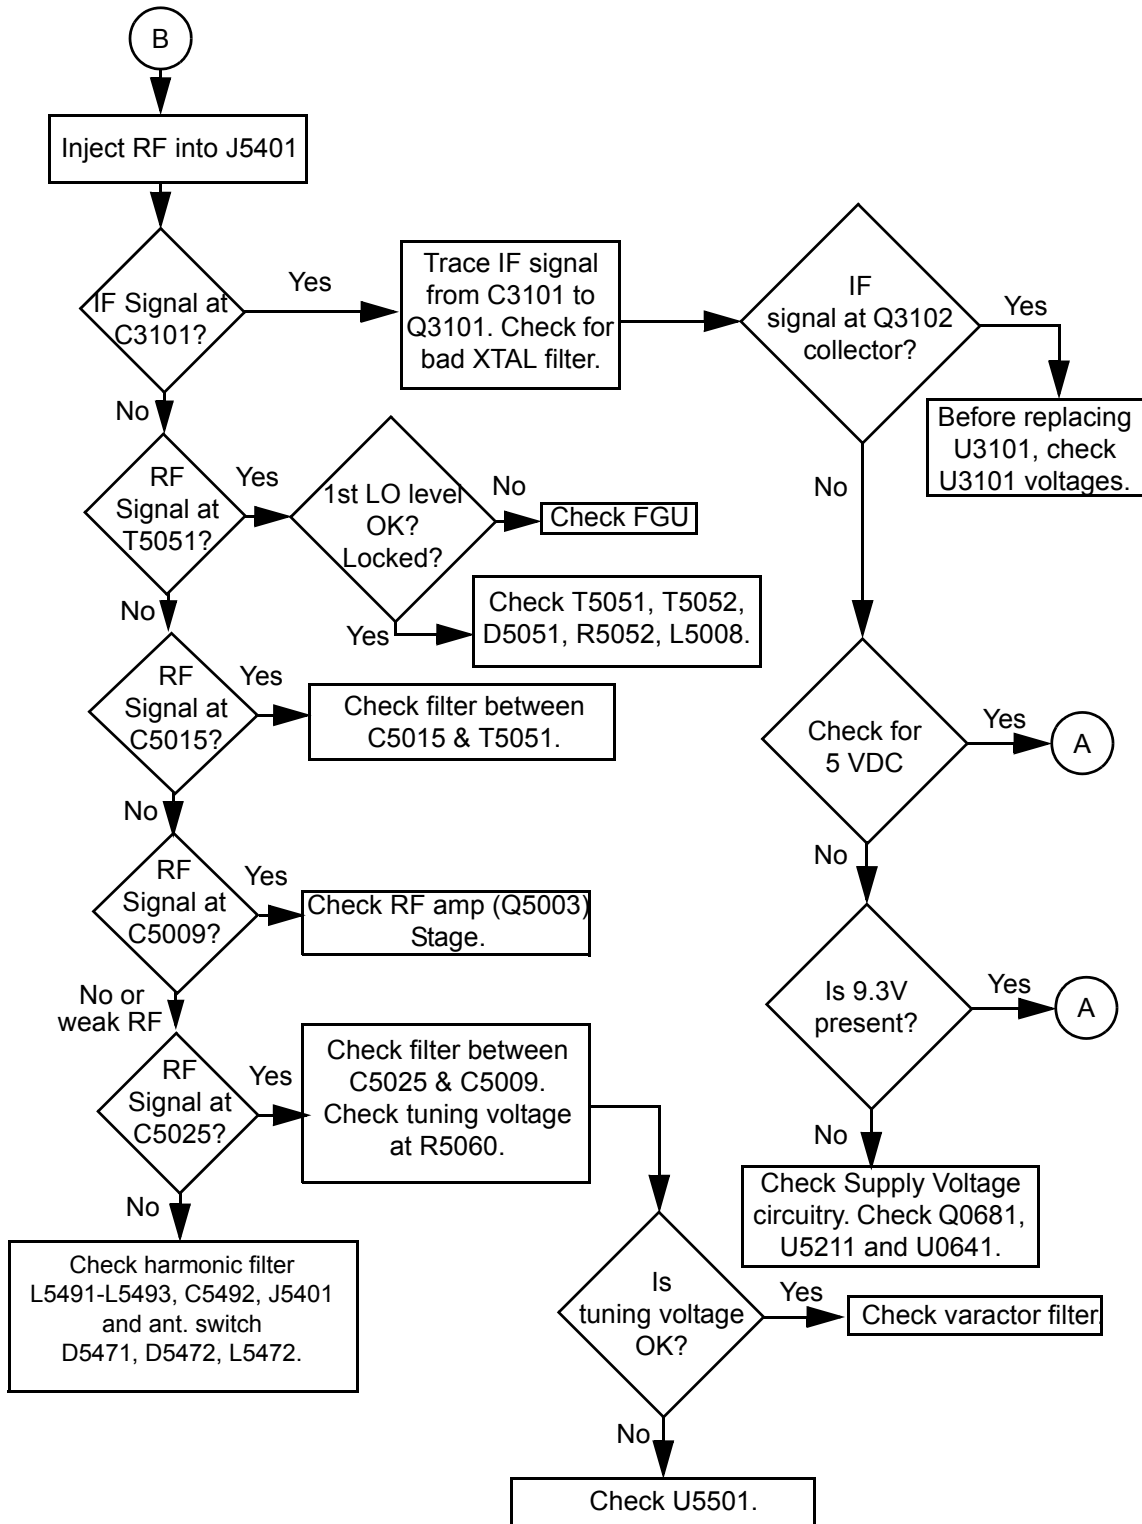 B
Inject RF into J5401
IF Signal at
C3101?
Yes
Trace IF signal
from C3101 to
Q3101. Check for
bad XTAL filter.
IF
signal at Q3102
collector?
Yes
Before replacing
U3101, check
U3101 voltages.
No
No
RF
Signal at
T5051?
Yes
1st LO level
OK?
Locked?
No
Check FGU
Yes
Check T5051, T5052,
D5051, R5052, L5008.
No
RF
Signal at
C5015?
Yes
Check filter between
C5015 & T5051.
Check for
5 VDC
Yes
A
No
No
RF
Signal at
C5009?
Yes
Check RF amp (Q5003)
Stage.
Is 9.3V
present?
Yes
A
No
Check Supply Voltage
circuitry. Check Q0681,
U5211 and U0641.
No or
weak RF
RF
Signal at
C5025?
Yes
Check filter between
C5025 & C5009.
Check tuning voltage
at R5060.
No
Check harmonic filter
L5491-L5493, C5492, J5401
and ant. switch
D5471, D5472, L5472.
Is
tuning voltage
OK?
Yes
Check varactor filter.
No
Check U5501.